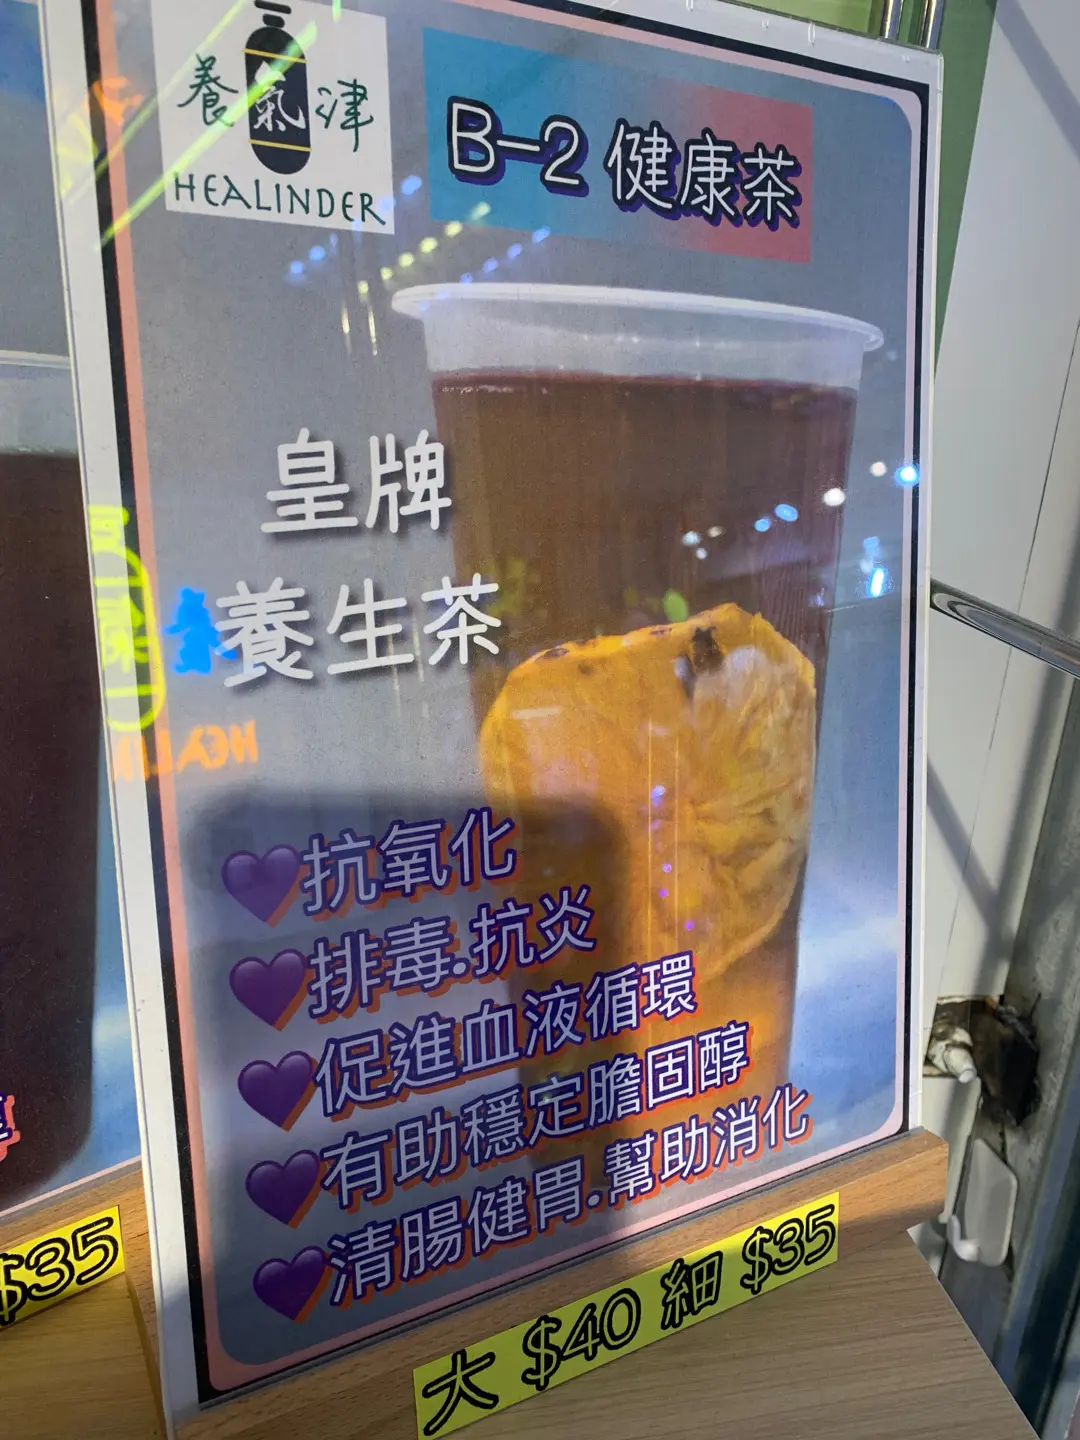 養氣津
HEALINDER
B-2 健康茶
皇牌
養生茶
HEALI
💜抗氧化
💜排毒.抗炎
💜促進血液循環
💜有助穩定膽固醇
💜清腸健胃.幫助消化
$35
大 $40 細 $35